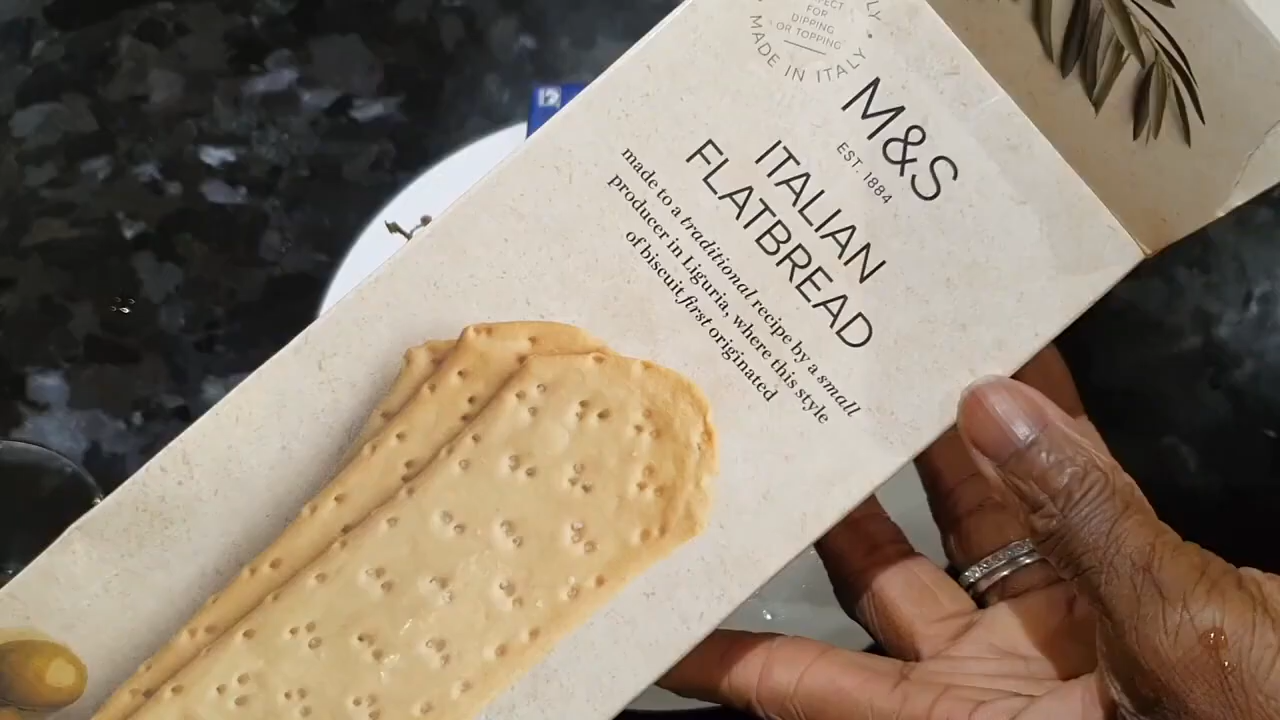 FOR
DIPPING
OR TOPPING
MADE IN ITALY
M&S
EST. 1884
ITALIAN
FLATBREAD
made to a traditional recipe by a small
producer in Liguria, where this style
of biscuit first originated
12